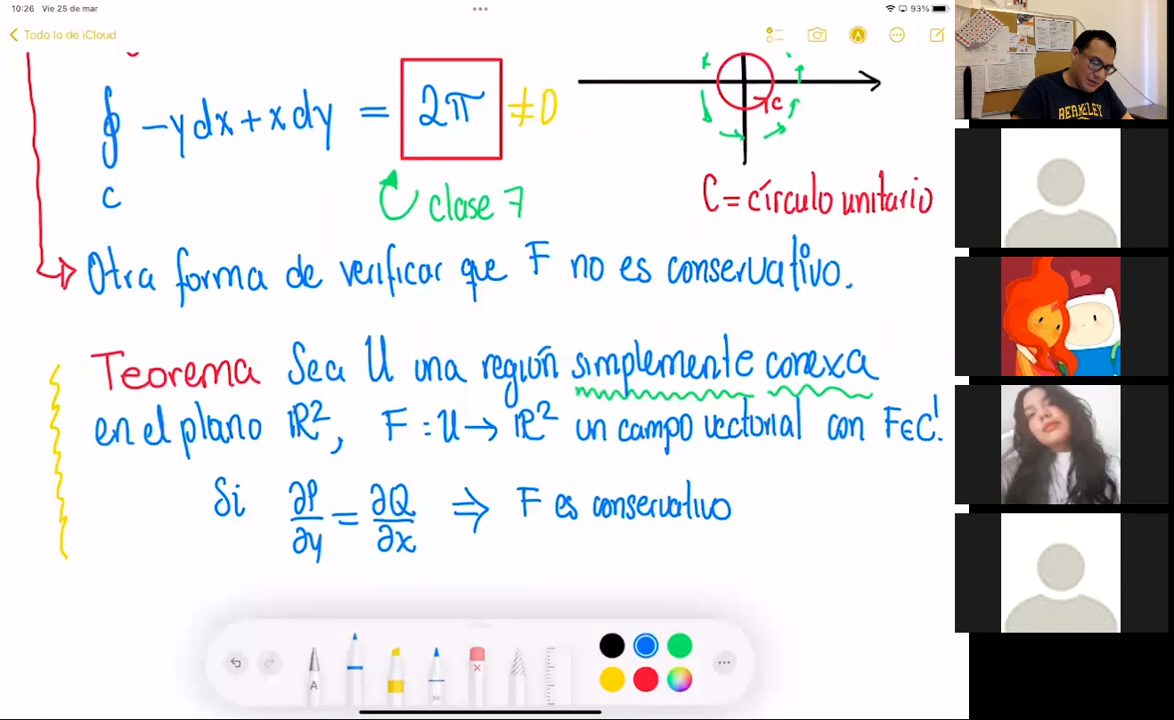 10:26 Vie 25 de mar
93%
Todo lo de iCloud
∮ -ydx+xdy = 2π ≠0
C
clase 7
C
C = círculo unitario
Otra forma de verificar que F no es conservativo.
Teorema Sea U una región simplemente conexa
en el plano ℝ², F : U → ℝ² un campo vectorial con F∈C¹.
Si ∂P/∂y = ∂Q/∂x ⇒ F es conservativo
A
BERKELEY